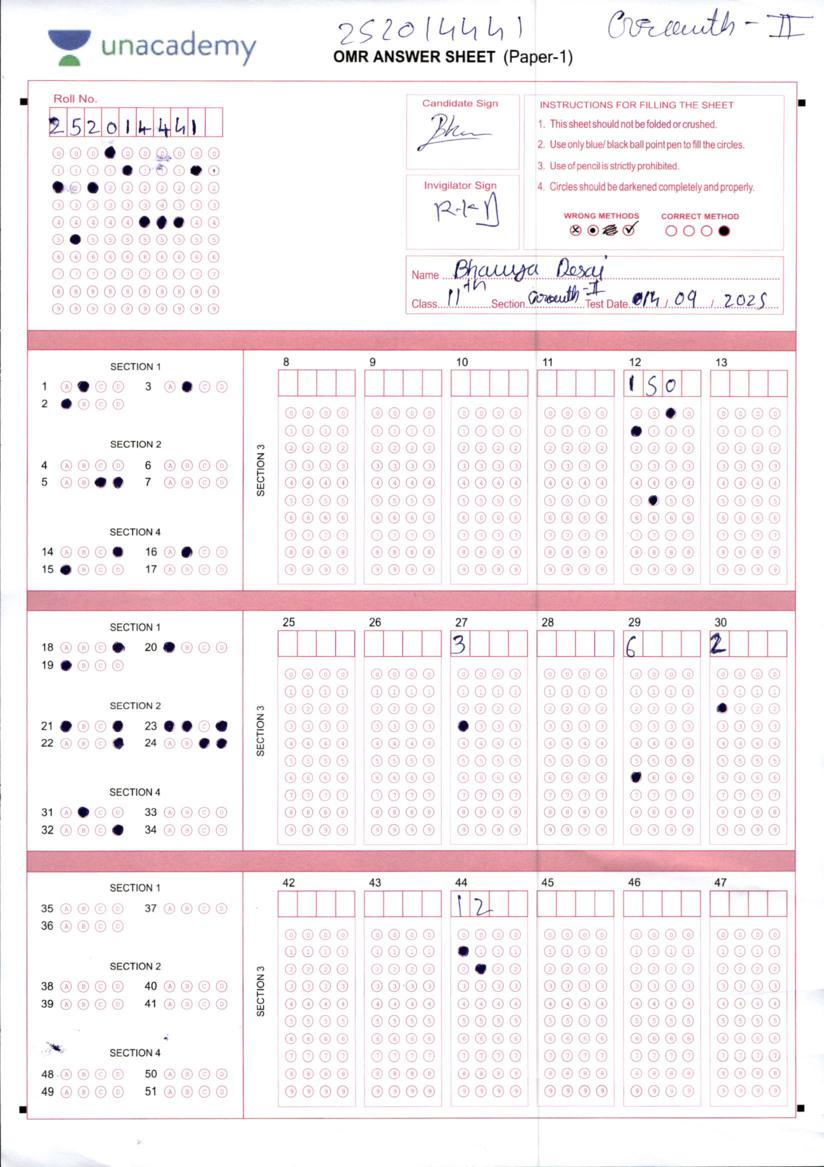 25201441
unacademy
OMR ANSWER SHEET (Paper-1)
Roll No.
2 5 2 0 1 4 4 4 1
Candidate Sign
Invigilator Sign
INSTRUCTIONS FOR FILLING THE SHEET
1. This sheet should not be folded or crushed.
2. Use only blue/ black ball point pen to fill the circles.
3. Use of pencil is strictly prohibited.
4. Circles should be darkened completely and properly.
WRONG METHODS CORRECT METHOD
Name Desai
Class 11th Section Test Date / 09 / 2025
SECTION 1
1 A C D 3 A C D
2 B C D
SECTION 2
4 A B C D 6 A B C D
5 A B 7 A B C D
SECTION 4
14 A B C 16 A C D
15 B C D 17 A B C D
SECTION 3
8 9 10 11 12 13
1 5 0
SECTION 1
18 A B C 20 B C D
19 B C D
SECTION 2
21 B C 23 C
22 A B C 24 A B
SECTION 4
31 A C D 33 A B C D
32 A B C 34 A B C D
SECTION 3
25 26 27 28 29 30
3 6 2
SECTION 1
35 A B C D 37 A B C D
36 A B C D
SECTION 2
38 A B C D 40 A B C D
39 A B C D 41 A B C D
SECTION 4
48 A B C D 50 A B C D
49 A B C D 51 A B C D
SECTION 3
42 43 44 45 46 47
1 2